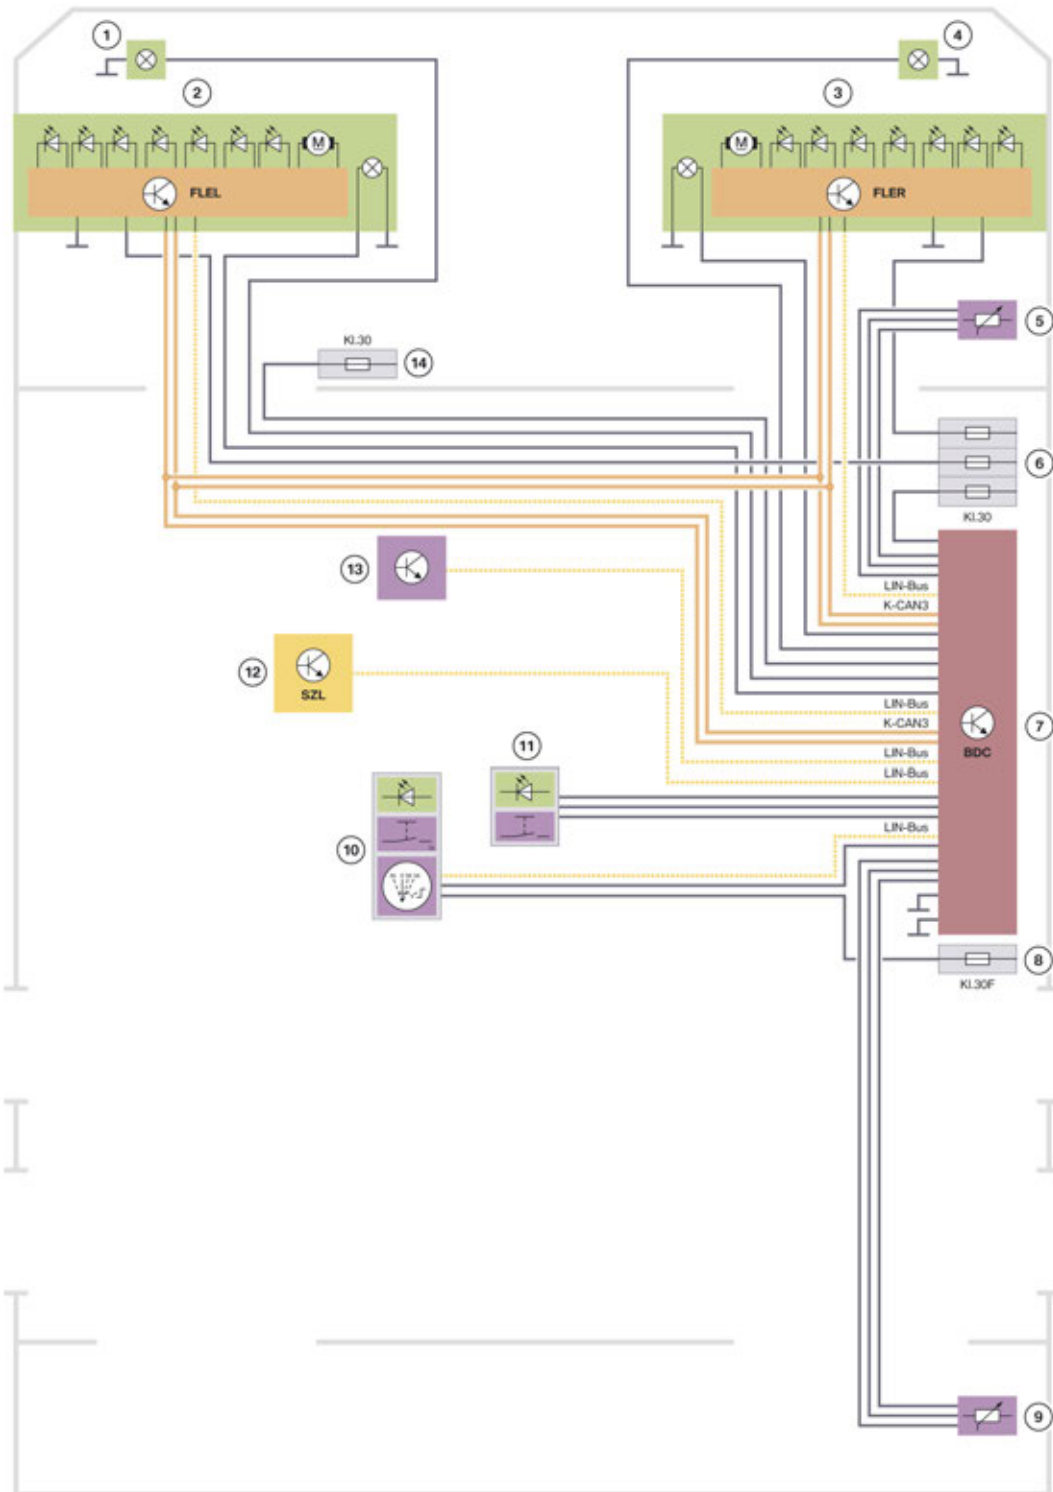 1
4
2
3
M
M
FLEL
FLER
5
Kl.30
14
6
Kl.30
13
LIN-Bus
K-CAN3
12
SZL
LIN-Bus
K-CAN3
7
11
BDC
LIN-Bus
LIN-Bus
10
LIN-Bus
8
Kl.30F
9